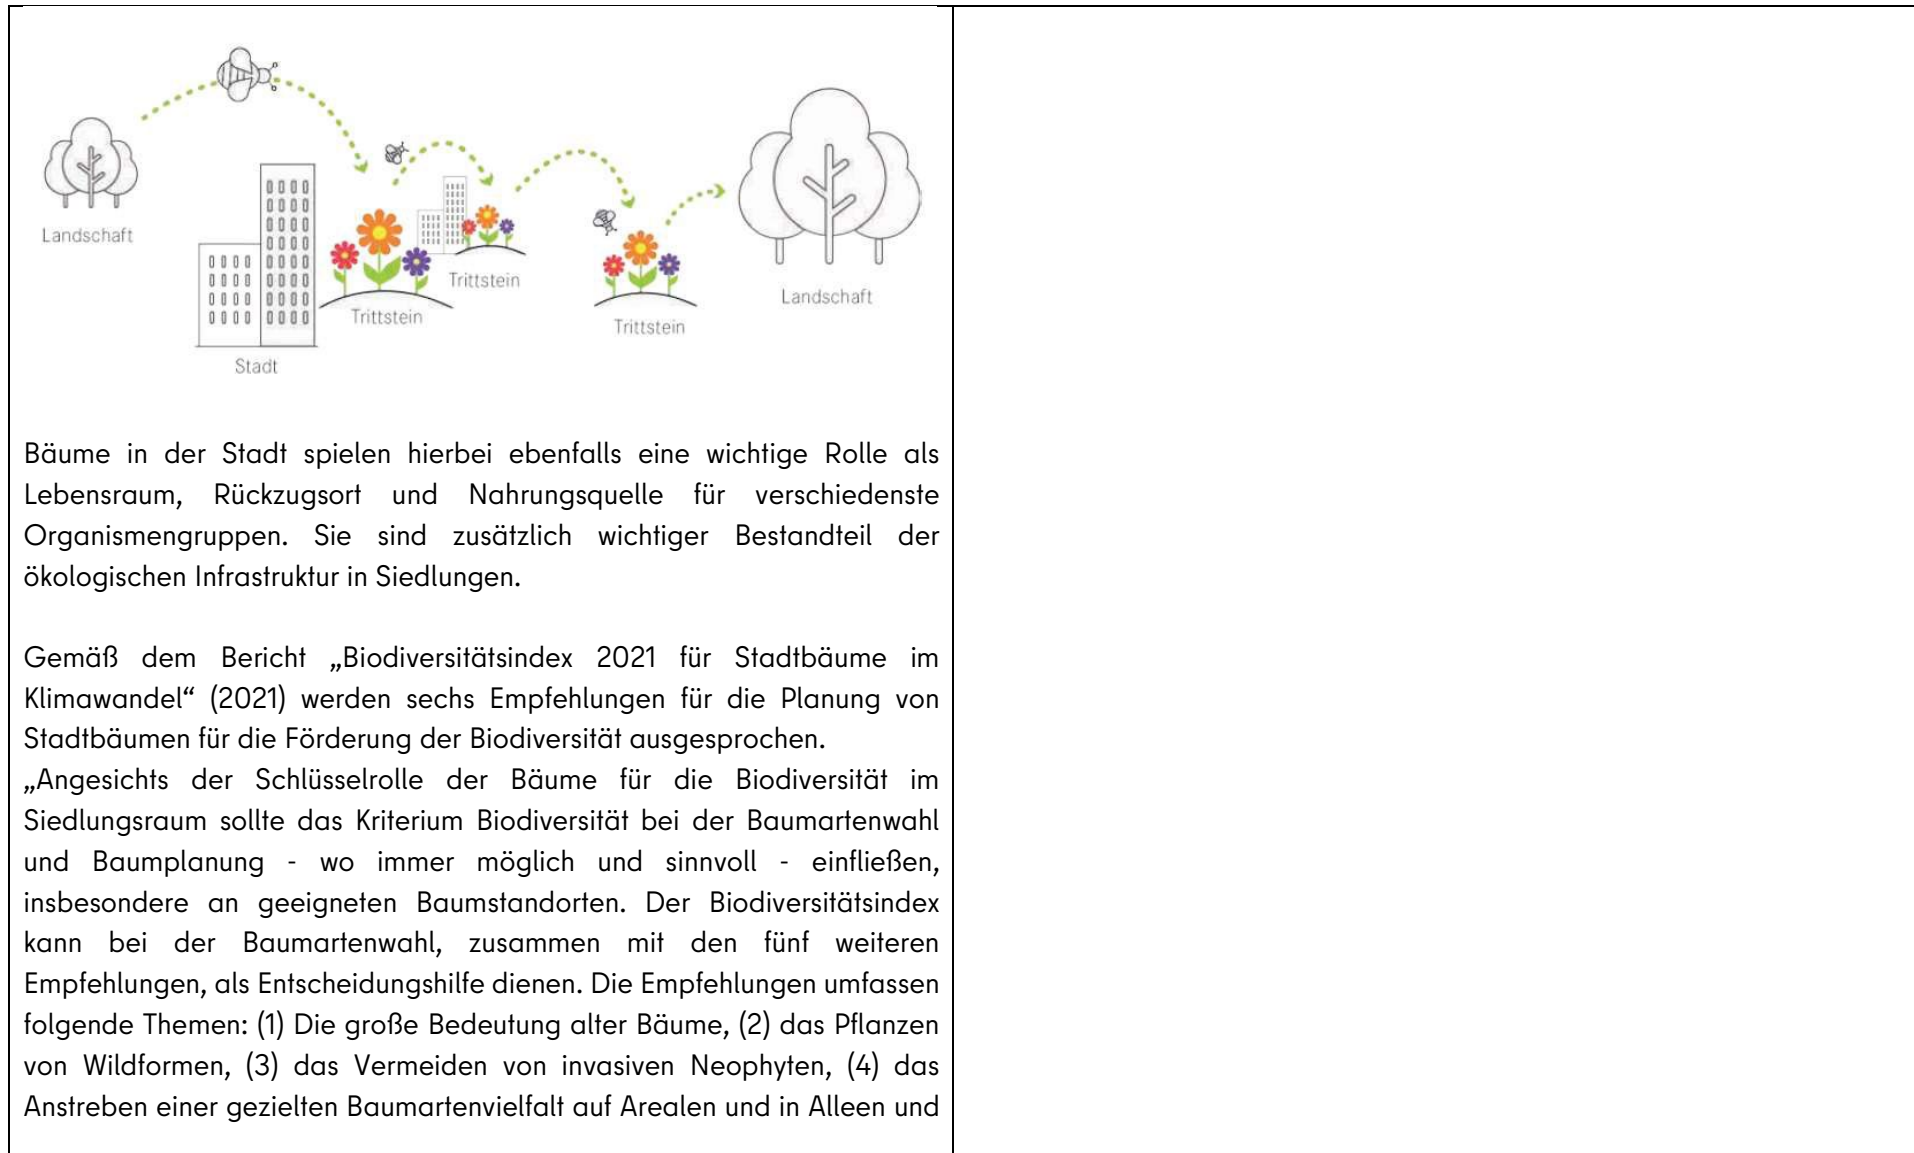 Landschaft
Stadt
Trittstein
Trittstein
Trittstein
Landschaft
Bäume in der Stadt spielen hierbei ebenfalls eine wichtige Rolle als
Lebensraum, Rückzugsort und Nahrungsquelle für verschiedenste
Organismengruppen. Sie sind zusätzlich wichtiger Bestandteil der
ökologischen Infrastruktur in Siedlungen.
Gemäß dem Bericht „Biodiversitätsindex 2021 für Stadtbäume im
Klimawandel“ (2021) werden sechs Empfehlungen für die Planung von
Stadtbäumen für die Förderung der Biodiversität ausgesprochen.
„Angesichts der Schlüsselrolle der Bäume für die Biodiversität im
Siedlungsraum sollte das Kriterium Biodiversität bei der Baumartenwahl
und Baumplanung - wo immer möglich und sinnvoll - einfließen,
insbesondere an geeigneten Baumstandorten. Der Biodiversitätsindex
kann bei der Baumartenwahl, zusammen mit den fünf weiteren
Empfehlungen, als Entscheidungshilfe dienen. Die Empfehlungen umfassen
folgende Themen: (1) Die große Bedeutung alter Bäume, (2) das Pflanzen
von Wildformen, (3) das Vermeiden von invasiven Neophyten, (4) das
Anstreben einer gezielten Baumartenvielfalt auf Arealen und in Alleen und